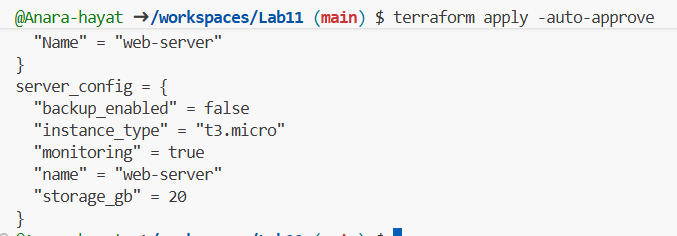 @Anara-hayat →/workspaces/Lab11 (main) $ terraform apply -auto-approve
  "Name" = "web-server"
}
server_config = {
  "backup_enabled" = false
  "instance_type" = "t3.micro"
  "monitoring" = true
  "name" = "web-server"
  "storage_gb" = 20
}